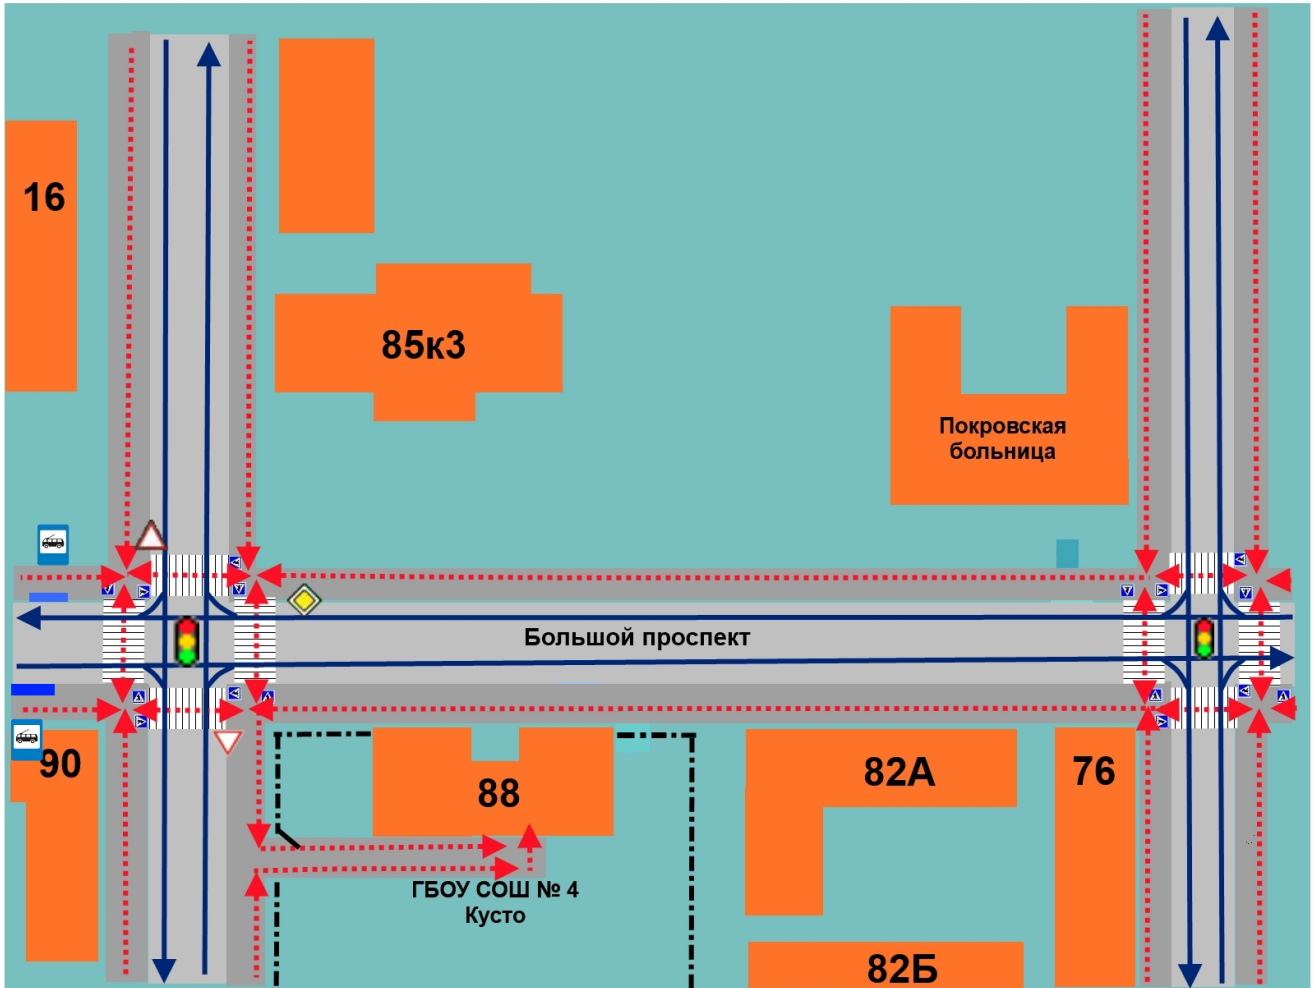 16
85к3
Покровская
больница
Большой проспект
90
88
82А
76
ГБОУ СОШ № 4
Кусто
82Б